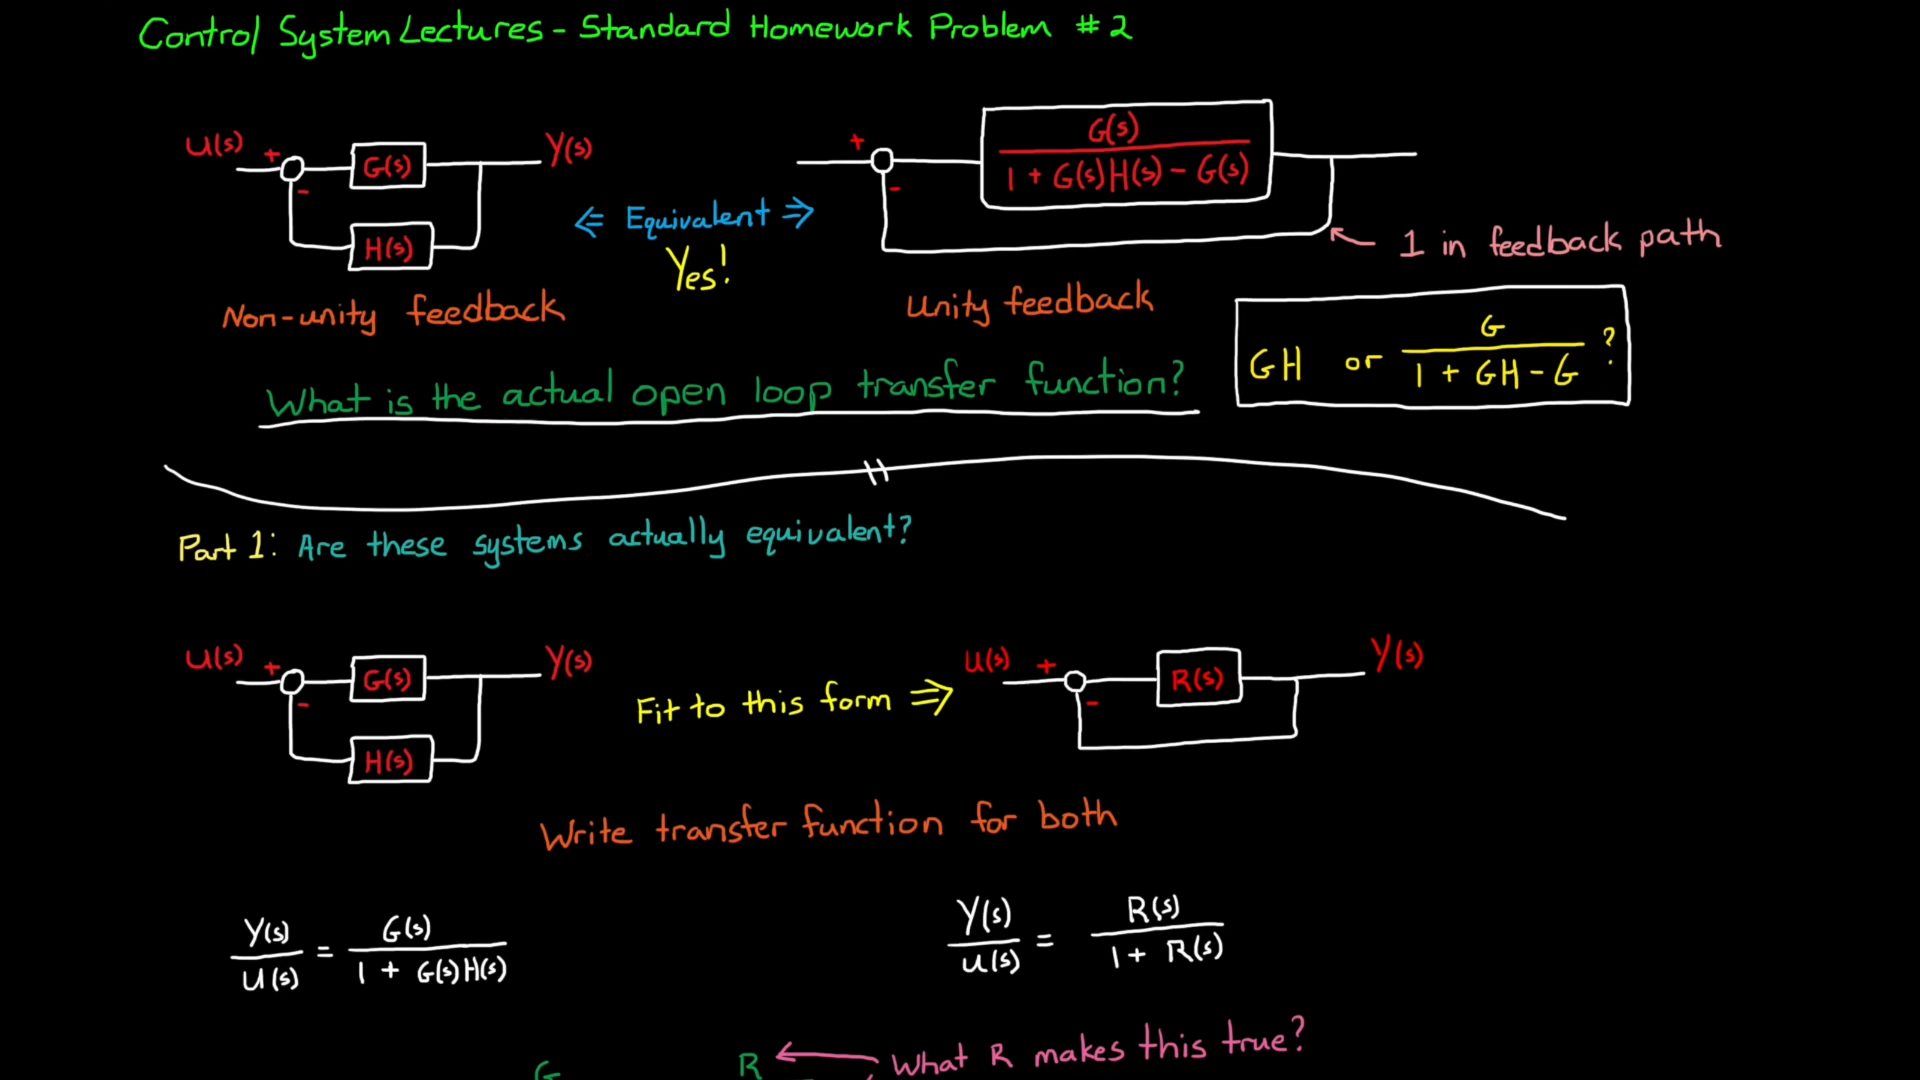 Control System Lectures - Standard Homework Problem #2
U(s) + G(s) Y(s)
-
H(s)
Non-unity feedback
<= Equivalent =>
Yes!
+ G(s)
1 + G(s)H(s) - G(s)
-
1 in feedback path
Unity feedback
GH or G / 1 + GH - G ?
What is the actual open loop transfer function?
Part 1: Are these systems actually equivalent?
U(s) + G(s) Y(s)
-
H(s)
Fit to this form =>
U(s) + R(s) Y(s)
-
Write transfer function for both
Y(s) / U(s) = G(s) / 1 + G(s)H(s)
Y(s) / U(s) = R(s) / 1 + R(s)
G R What R makes this true?